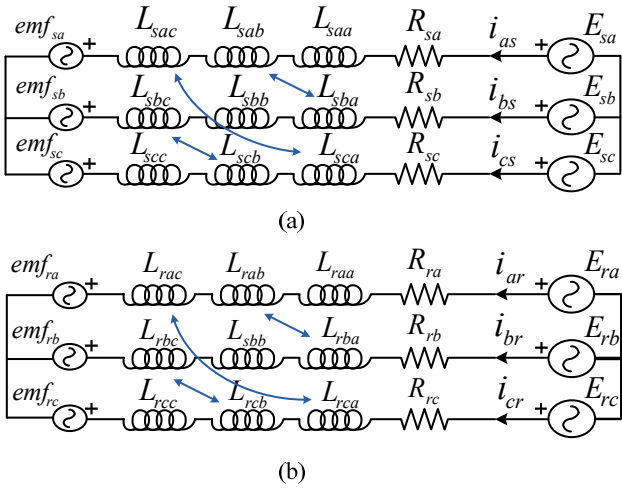 emf_sa + L_sac L_sab L_saa R_sa i_as + E_sa
emf_sb + L_sbc L_sbb L_sba R_sb i_bs + E_sb
emf_sc + L_scc L_scb L_sca R_sc i_cs + E_sc
(a)
emf_ra + L_rac L_rab L_raa R_ra i_ar + E_ra
emf_rb + L_rbc L_sbb L_rba R_rb i_br + E_rb
emf_rc + L_rcc L_rcb L_rca R_rc i_cr + E_rc
(b)